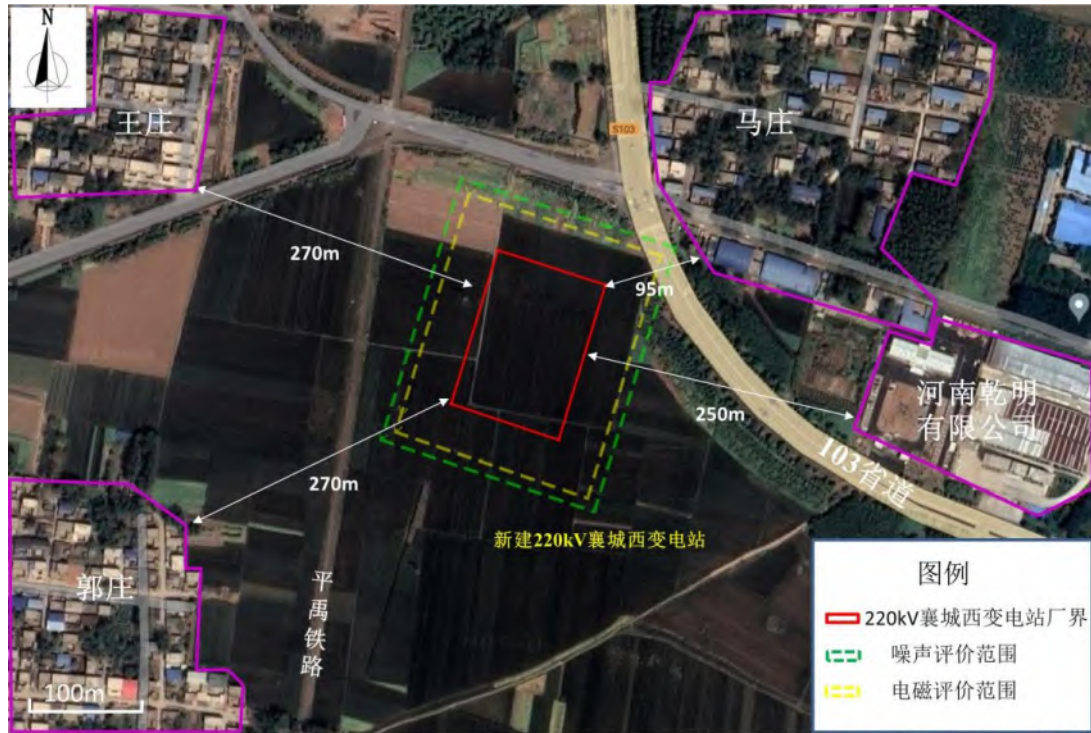 N
王庄
马庄
S103
270m
95m
河南乾明
有限公司
250m
103省道
270m
新建220kV襄城西变电站
郭庄
平禹铁路
100m
图例
220kV襄城西变电站厂界
噪声评价范围
电磁评价范围